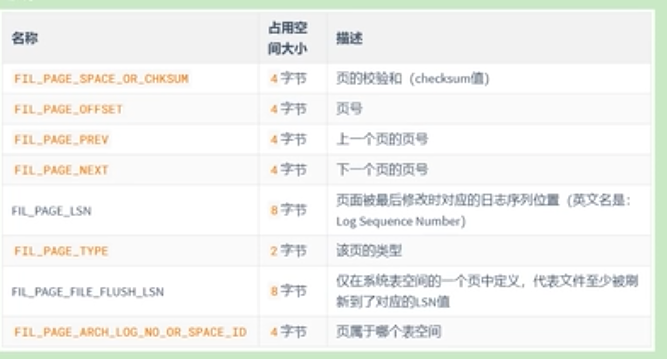 名称 占用空间大小 描述
FIL_PAGE_SPACE_OR_CHKSUM 4 字节 页的校验和（checksum值）
FIL_PAGE_OFFSET 4 字节 页号
FIL_PAGE_PREV 4 字节 上一个页的页号
FIL_PAGE_NEXT 4 字节 下一个页的页号
FIL_PAGE_LSN 8 字节 页面被最后修改时对应的日志序列位置（英文名是：
Log Sequence Number）
FIL_PAGE_TYPE 2 字节 该页的类型
FIL_PAGE_FILE_FLUSH_LSN 8 字节 仅在系统表空间的一个页中定义，代表文件至少被刷
新到了对应的LSN值
FIL_PAGE_ARCH_LOG_NO_OR_SPACE_ID 4 字节 页属于哪个表空间